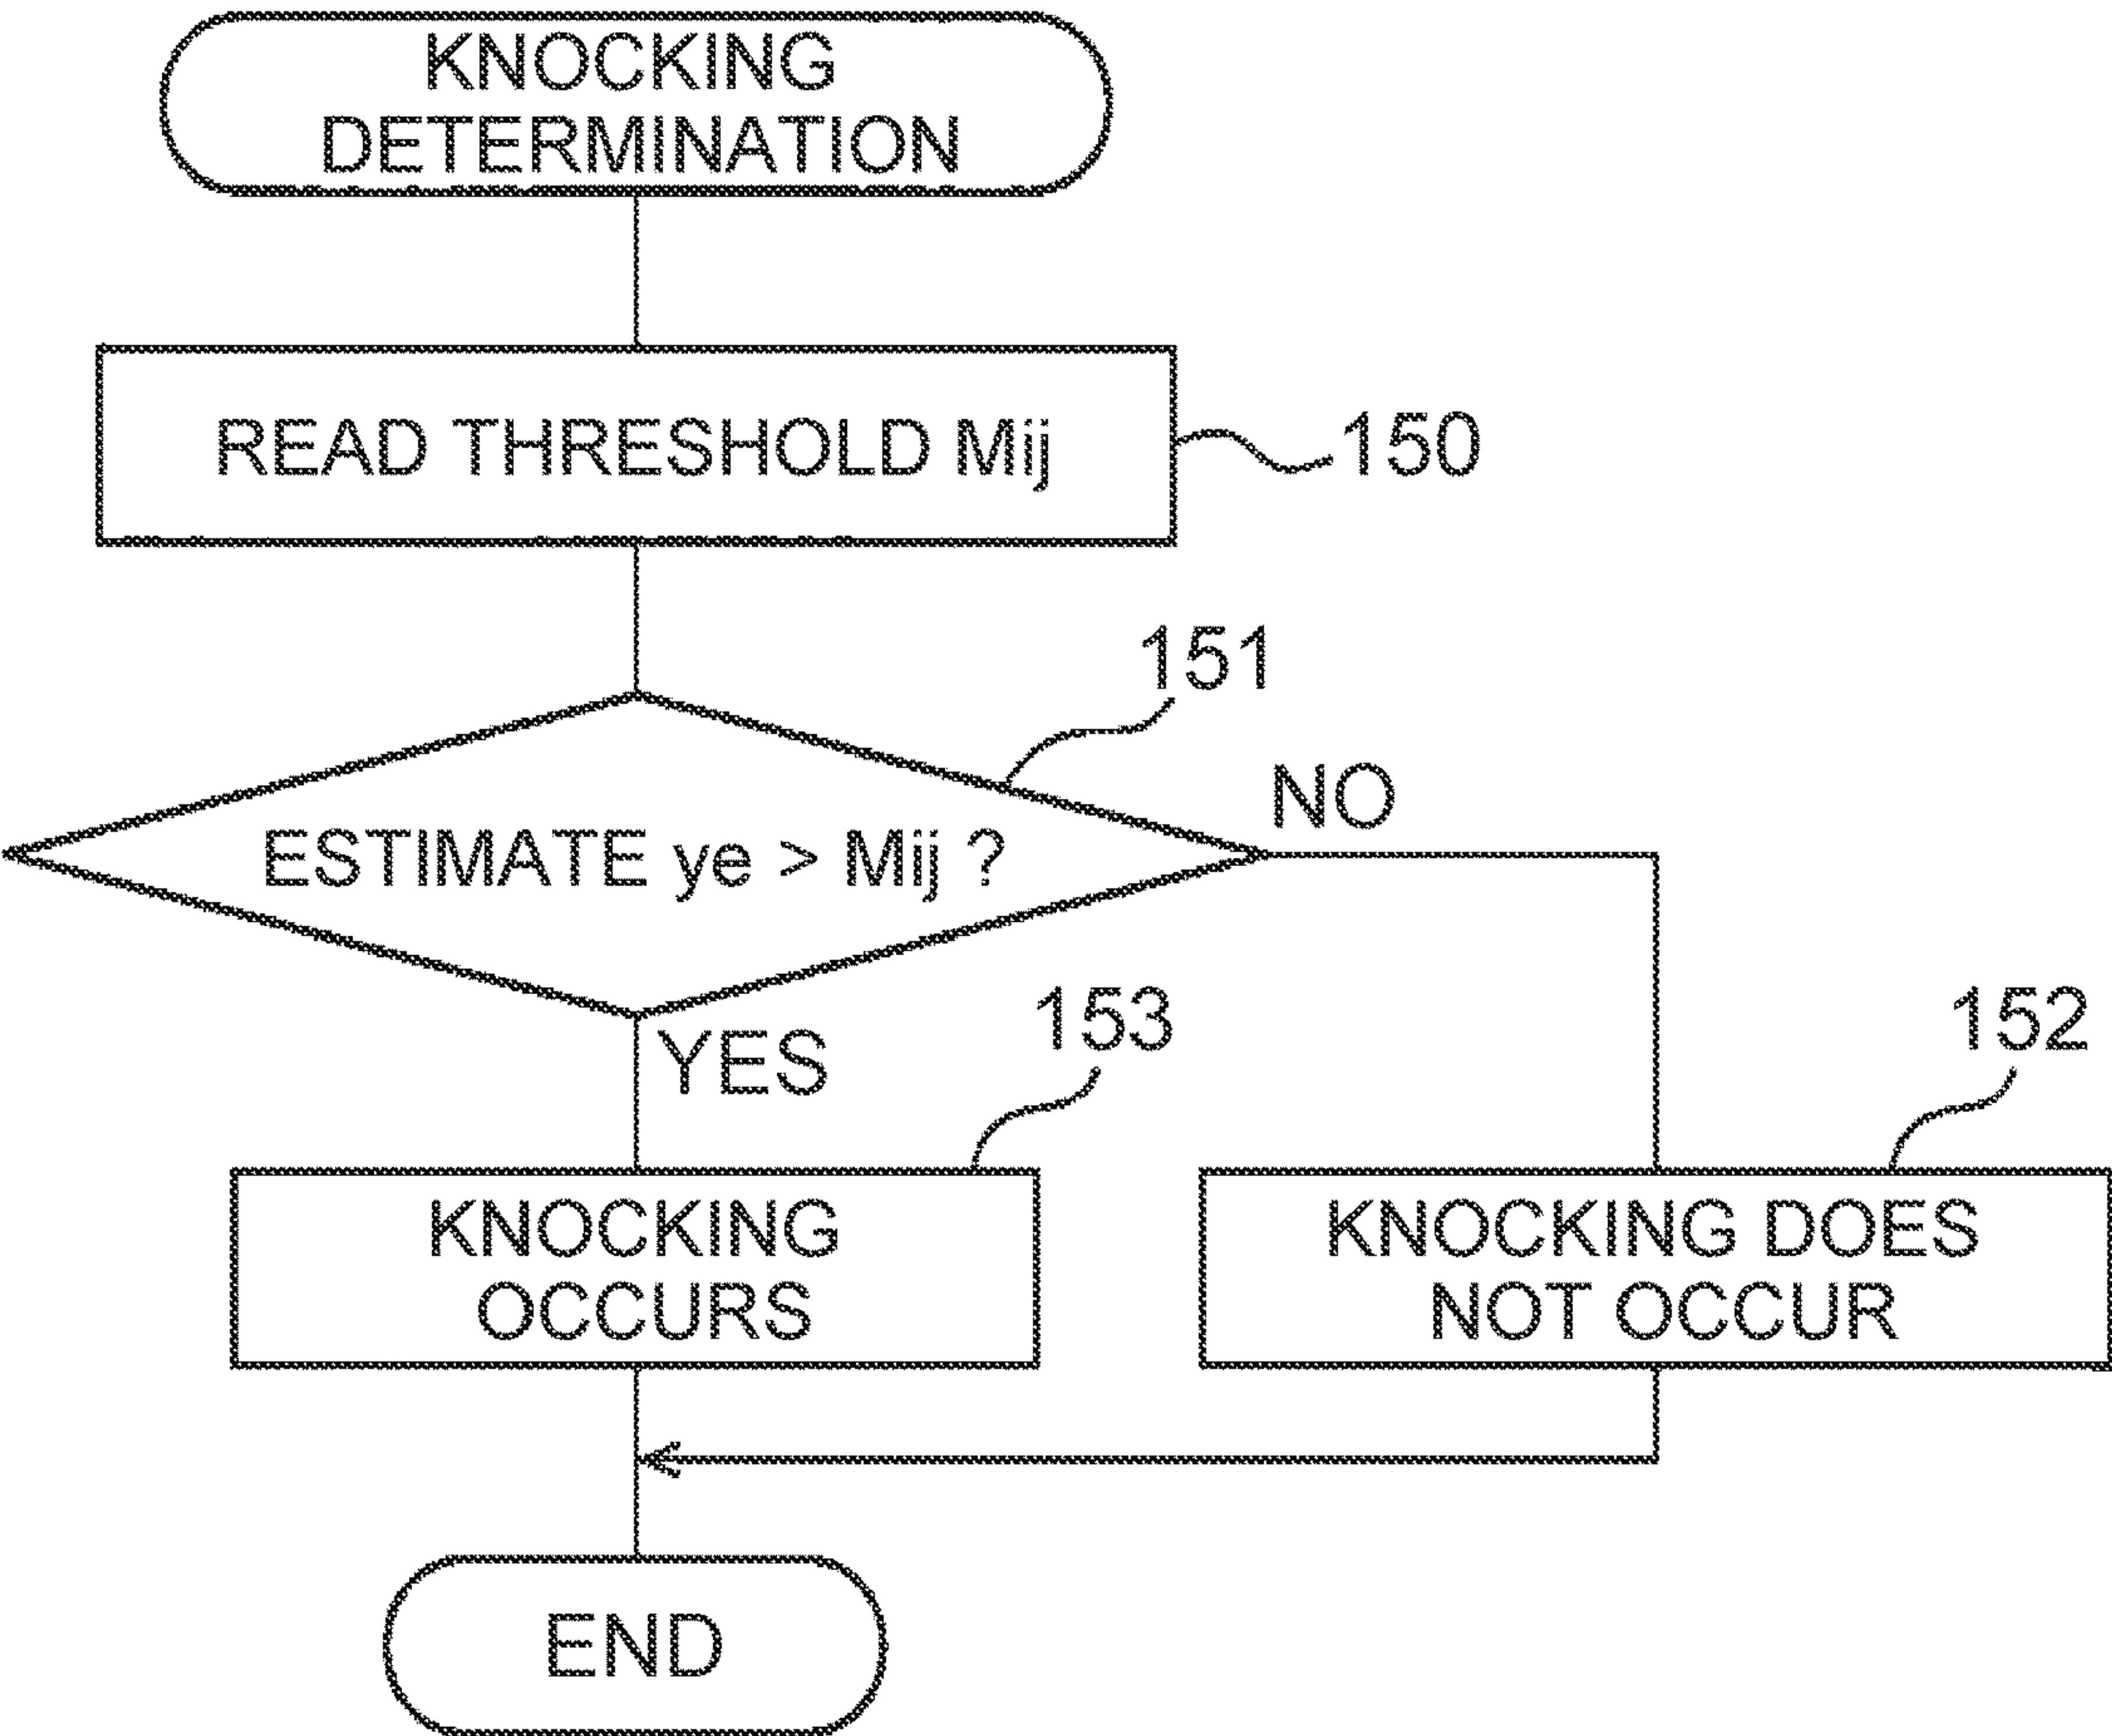 KNOCKING
DETERMINATION
READ THRESHOLD Mij
150
151
ESTIMATE ye > Mij ?
NO
YES
153
152
KNOCKING
OCCURS
KNOCKING DOES
NOT OCCUR
END